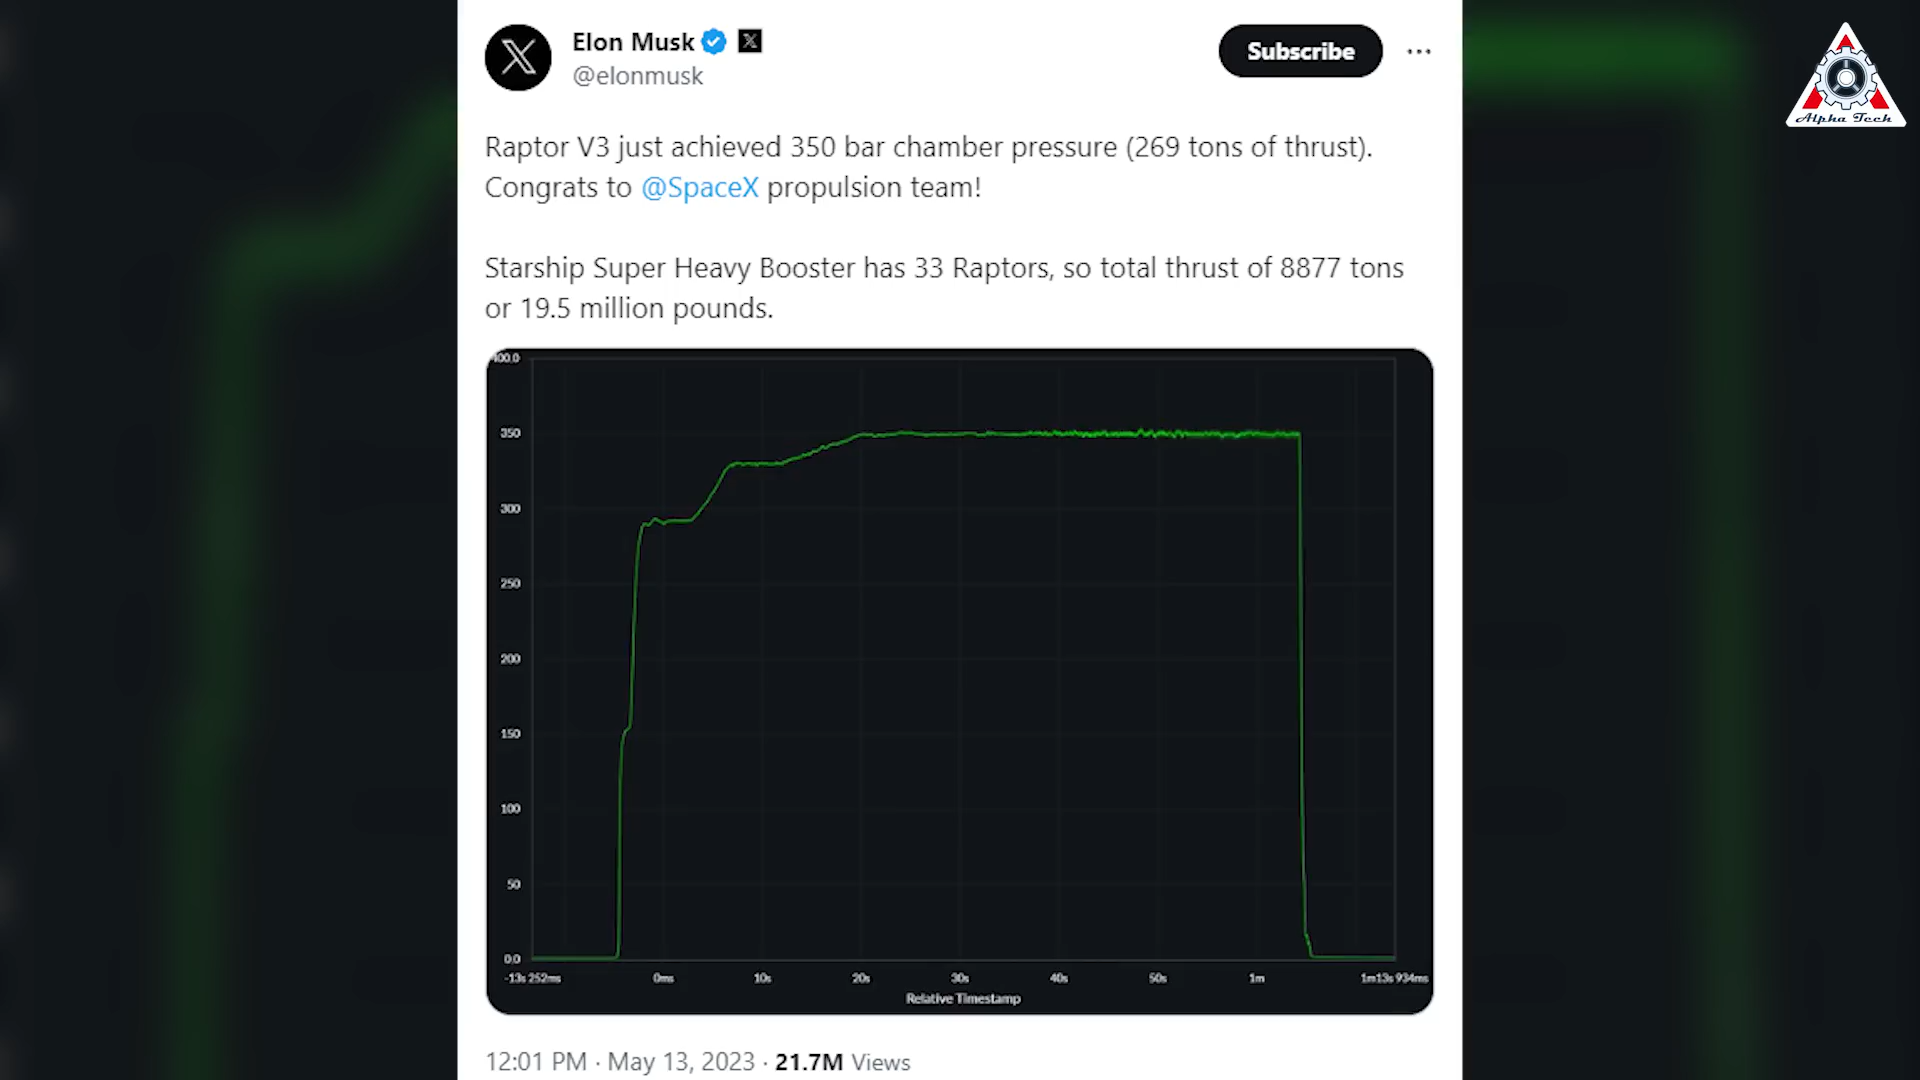 Elon Musk
@elonmusk
Subscribe
Alpha Tech
Raptor V3 just achieved 350 bar chamber pressure (269 tons of thrust).
Congrats to @SpaceX propulsion team!
Starship Super Heavy Booster has 33 Raptors, so total thrust of 8877 tons
or 19.5 million pounds.
400.0
350
300
250
200
150
100
50
0.0
-13s 252ms 0ms 10s 20s 30s 40s 50s 1m 1m13s 934ms
Relative Timestamp
12:01 PM · May 13, 2023 · 21.7M Views